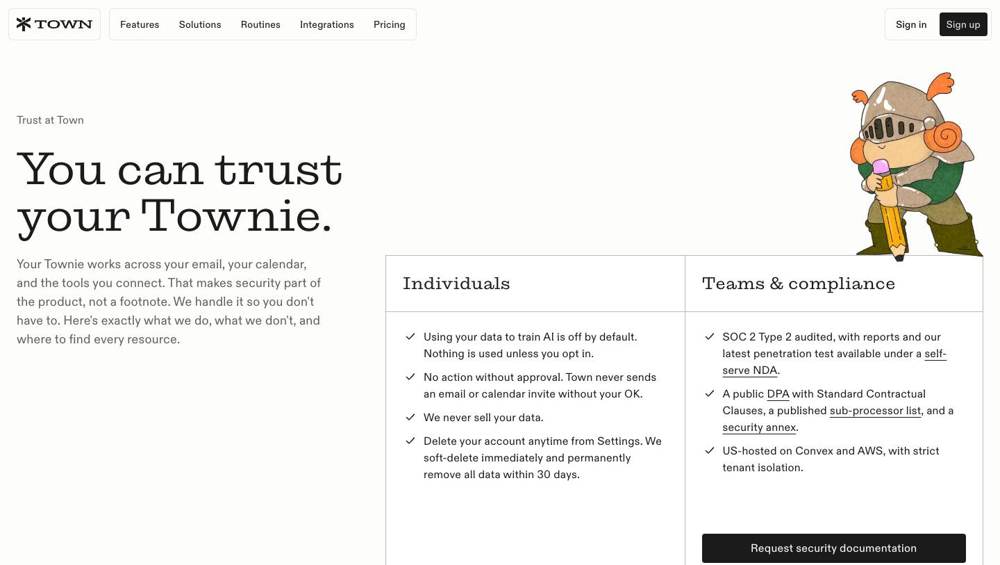 TOWN
Features
Solutions
Routines
Integrations
Pricing
Sign in
Sign up
Trust at Town
You can trust
your Townie.
Your Townie works across your email, your calendar,
and the tools you connect. That makes security part of
the product, not a footnote. We handle it so you don't
have to. Here's exactly what we do, what we don't, and
where to find every resource.
Individuals
Using your data to train AI is off by default.
Nothing is used unless you opt in.
No action without approval. Town never sends
an email or calendar invite without your OK.
We never sell your data.
Delete your account anytime from Settings. We
soft-delete immediately and permanently
remove all data within 30 days.
Teams & compliance
SOC 2 Type 2 audited, with reports and our
latest penetration test available under a self-
serve NDA.
A public DPA with Standard Contractual
Clauses, a published sub-processor list, and a
security annex.
US-hosted on Convex and AWS, with strict
tenant isolation.
Request security documentation